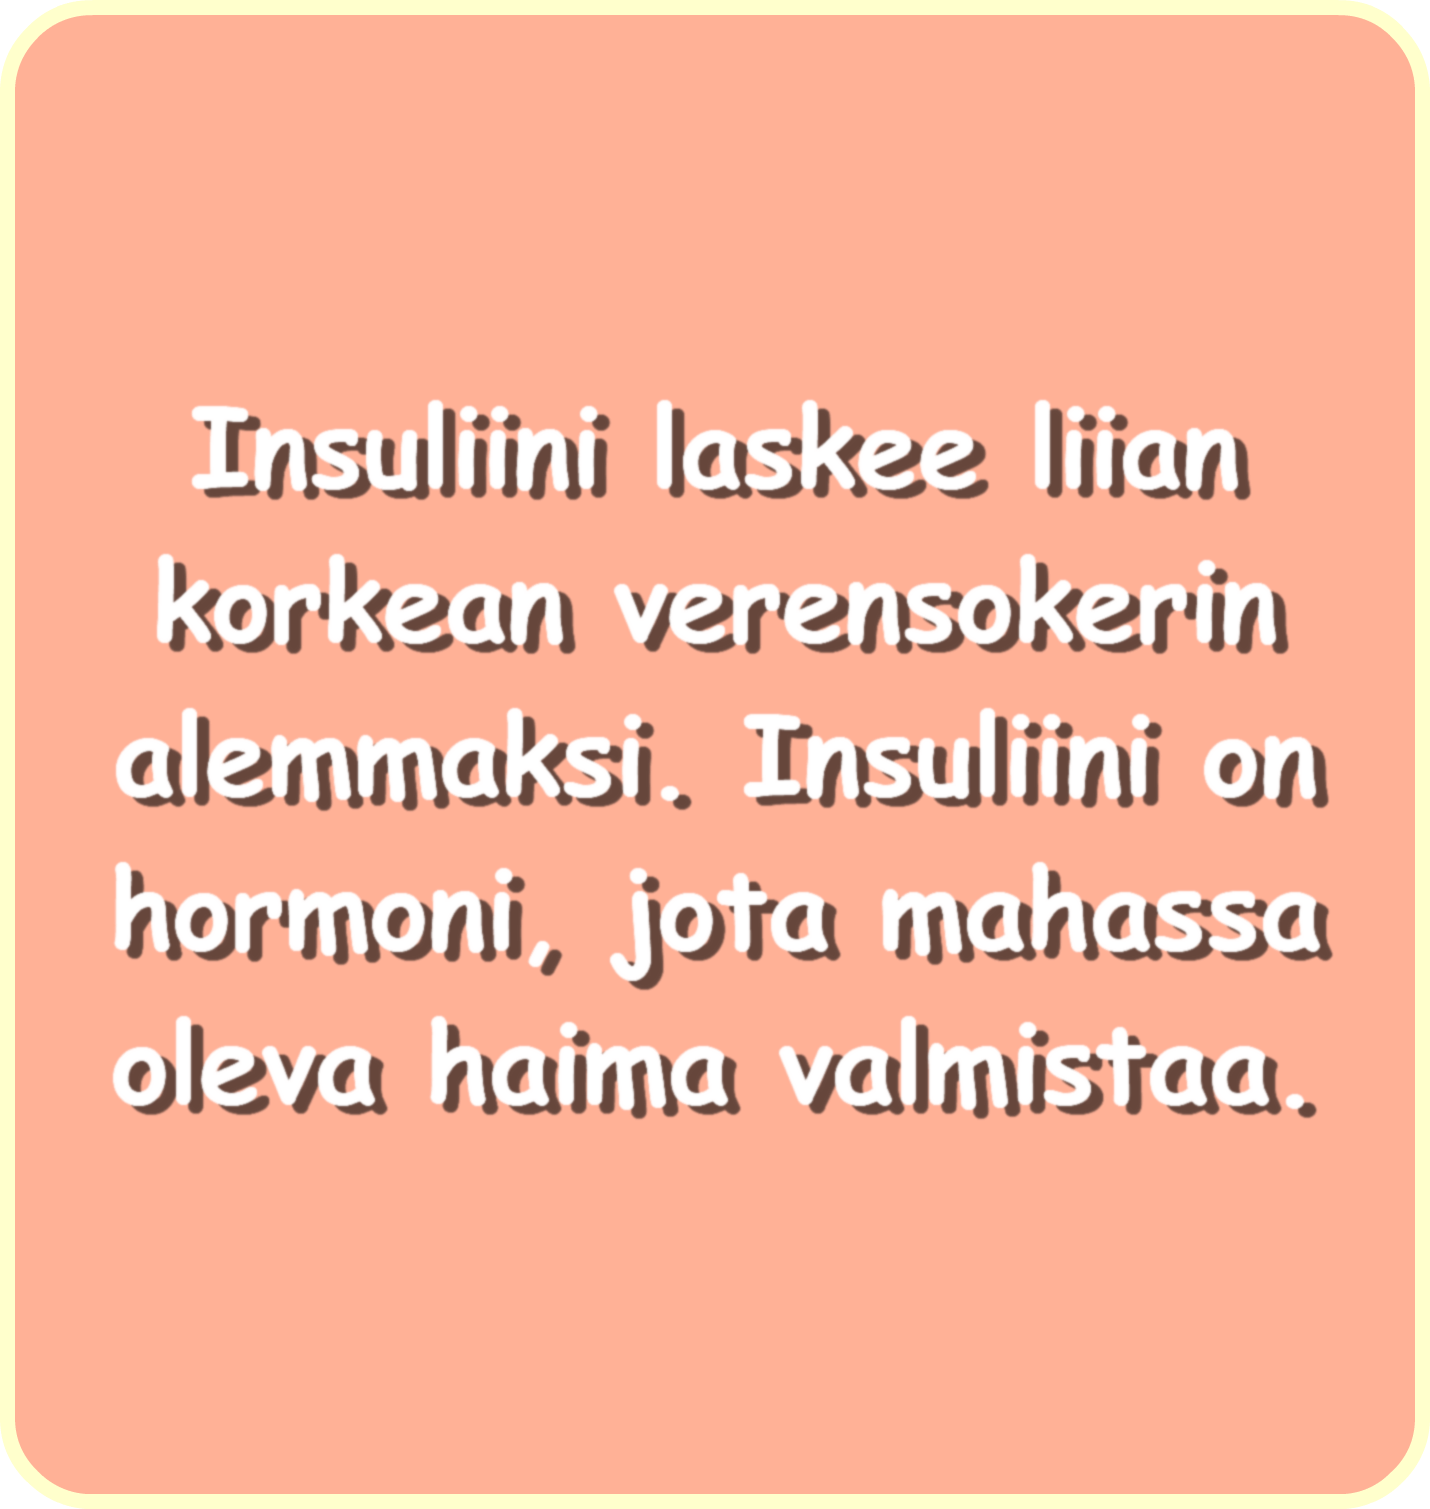 Insuliini laskee liian
korkean verensokerin
alemmaksi. Insuliini on
hormoni, jota mahassa
oleva haima valmistaa.